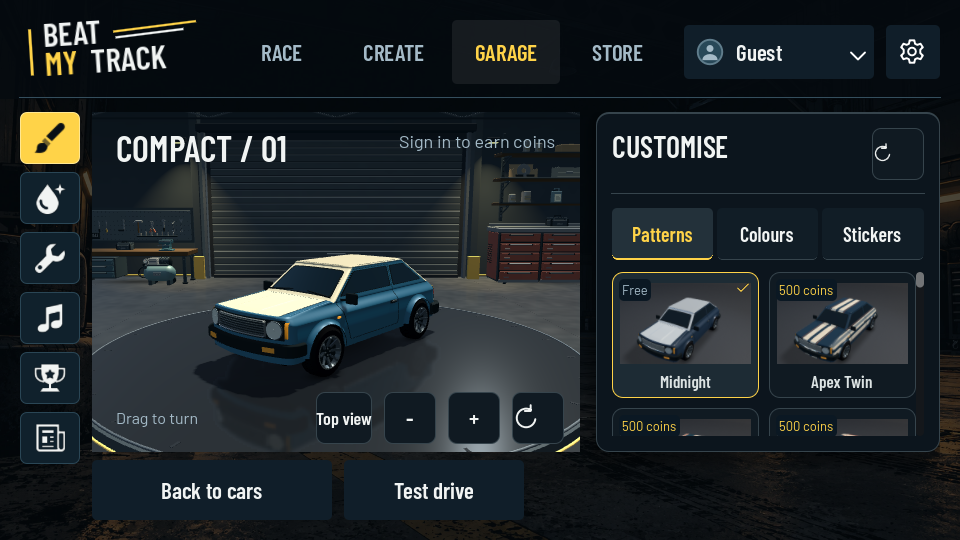 BEAT
MY TRACK
RACE
CREATE
GARAGE
STORE
Guest
COMPACT / 01
Sign in to earn coins
Drag to turn
Top view
-
+
Back to cars
Test drive
CUSTOMISE
Patterns
Colours
Stickers
Free
Midnight
500 coins
Apex Twin
500 coins
500 coins